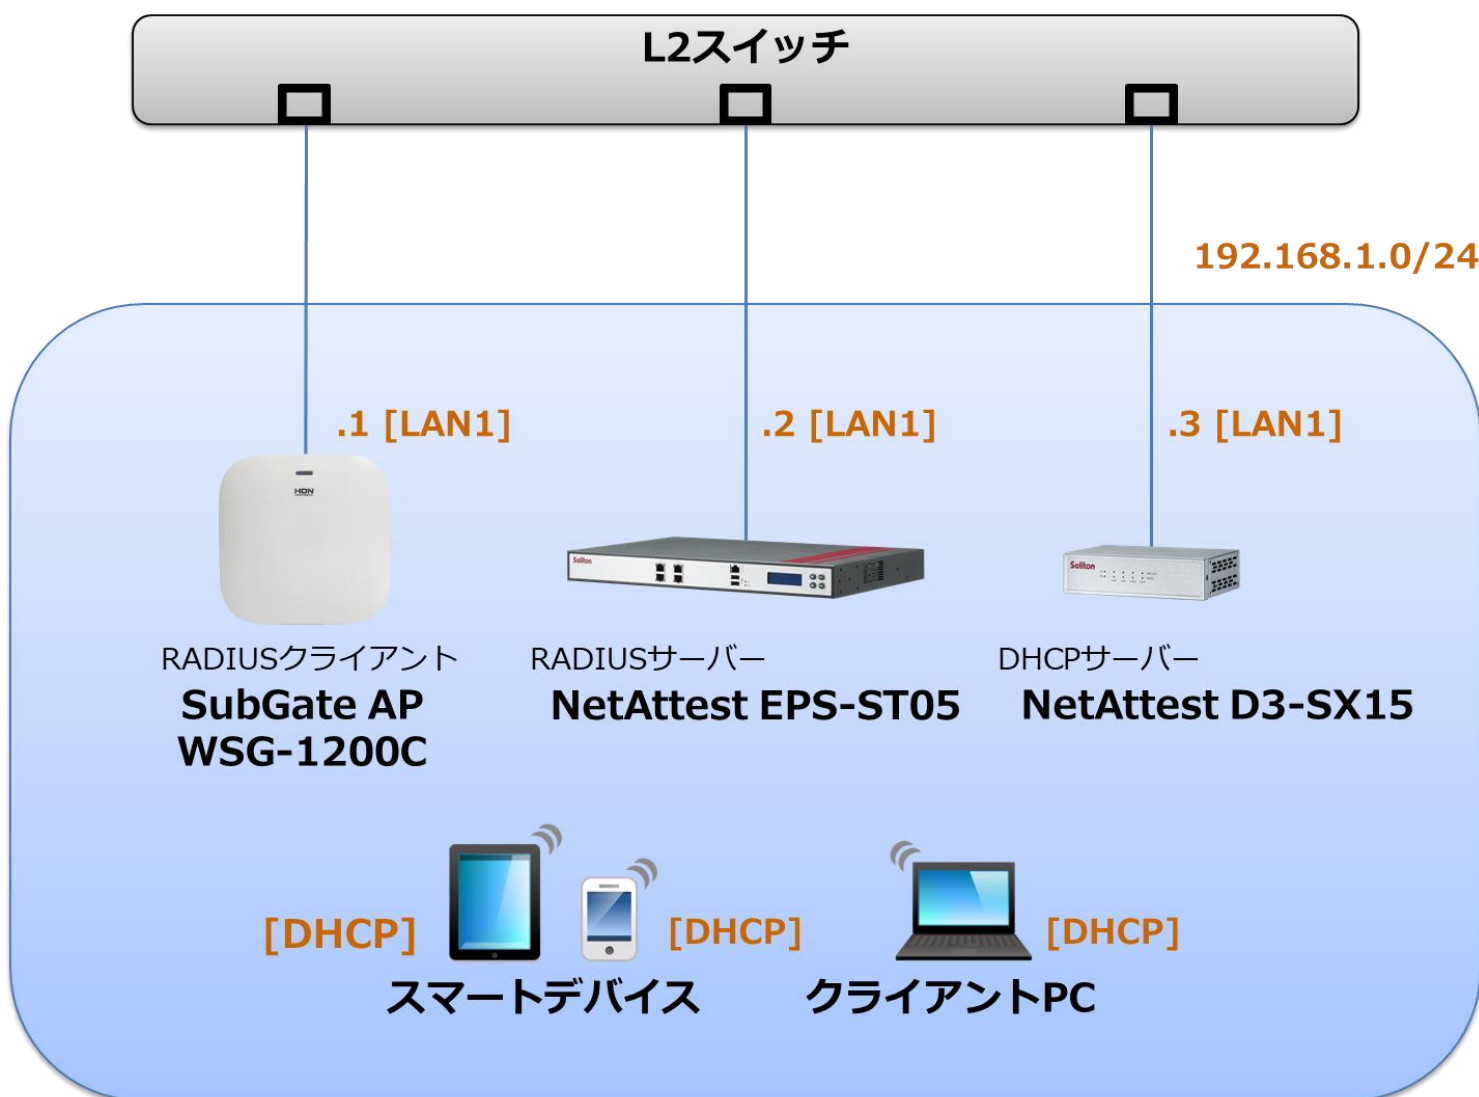 L2スイッチ
192.168.1.0/24
.1 [LAN1]
.2 [LAN1]
.3 [LAN1]
HDN
Soliton
Soliton
RADIUSクライアント
RADIUSサーバー
DHCPサーバー
SubGate AP
WSG-1200C
NetAttest EPS-ST05
NetAttest D3-SX15
[DHCP]
[DHCP]
[DHCP]
スマートデバイス
クライアントPC